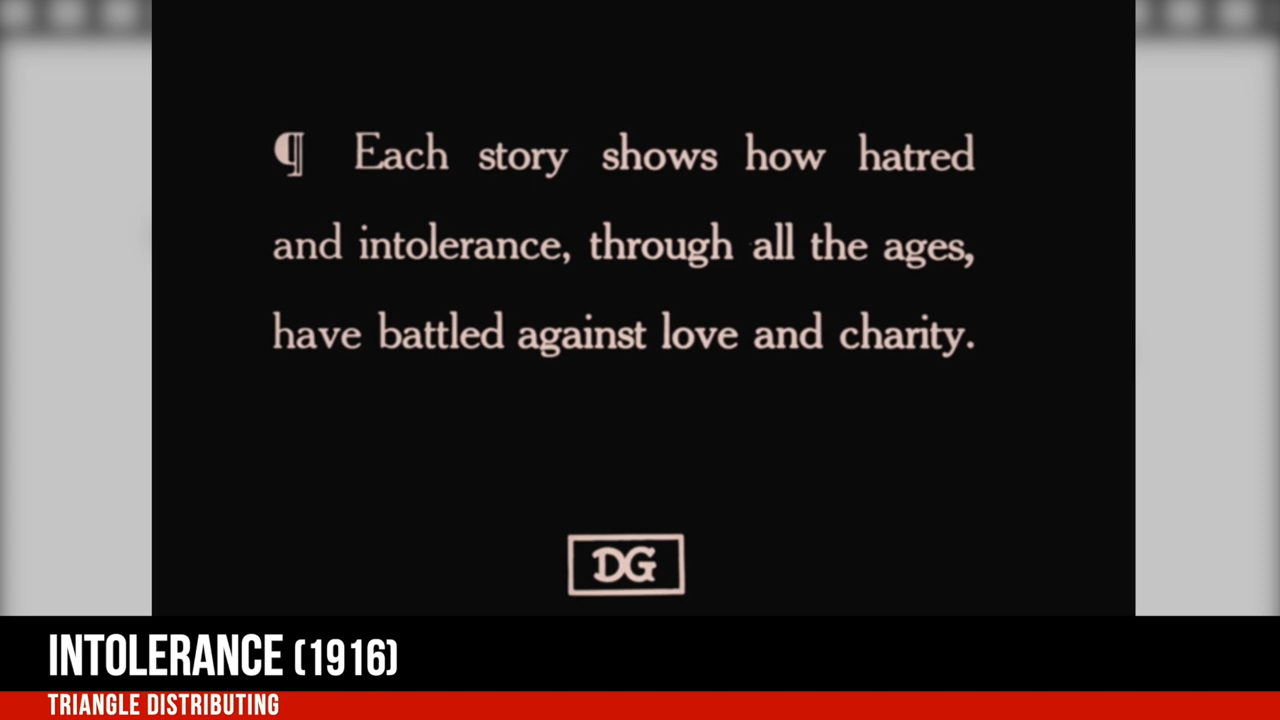 ¶ Each story shows how hatred
and intolerance, through all the ages,
have battled against love and charity.
DG
INTOLERANCE (1916)
TRIANGLE DISTRIBUTING